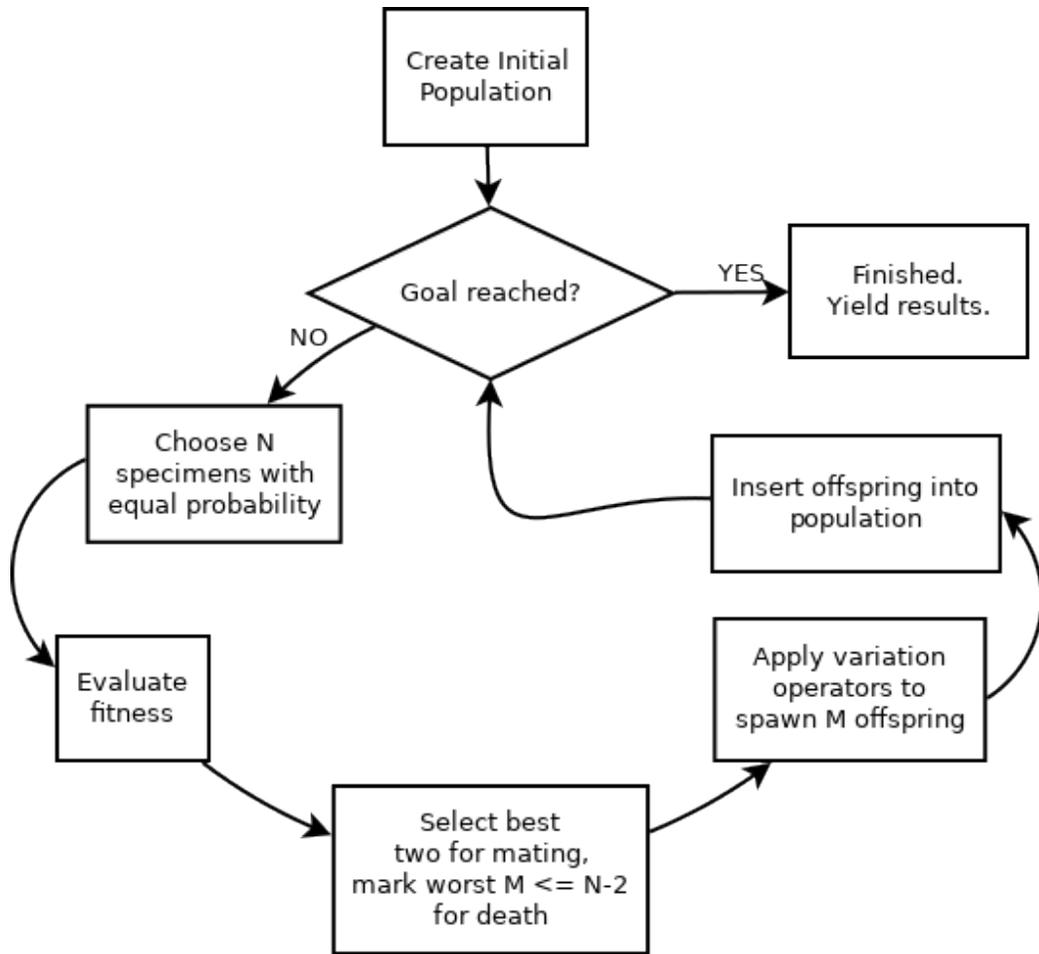 Create Initial
Population
Goal reached?
YES
Finished.
Yield results.
NO
Choose N
specimens with
equal probability
Evaluate
fitness
Select best
two for mating,
mark worst M <= N-2
for death
Apply variation
operators to
spawn M offspring
Insert offspring into
population